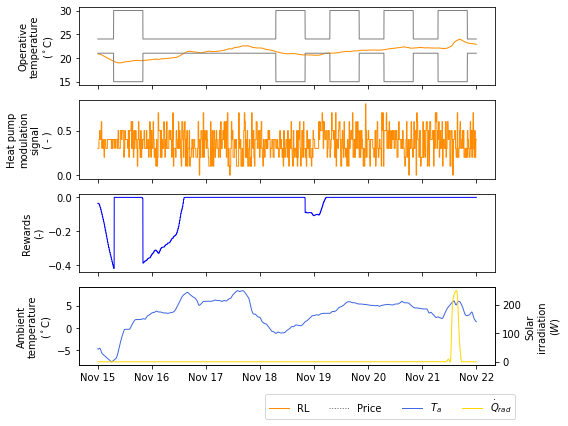 Operative
temperature
(°C)
30
25
20
15
Heat pump
modulation
signal
( - )
0.5
0.0
Rewards
(-)
0.0
−0.2
−0.4
Ambient
temperature
(°C)
5
0
−5
200
100
0
Solar
irradiation
(W)
Nov 15 Nov 16 Nov 17 Nov 18 Nov 19 Nov 20 Nov 21 Nov 22
RL Price T_a Q̇_rad